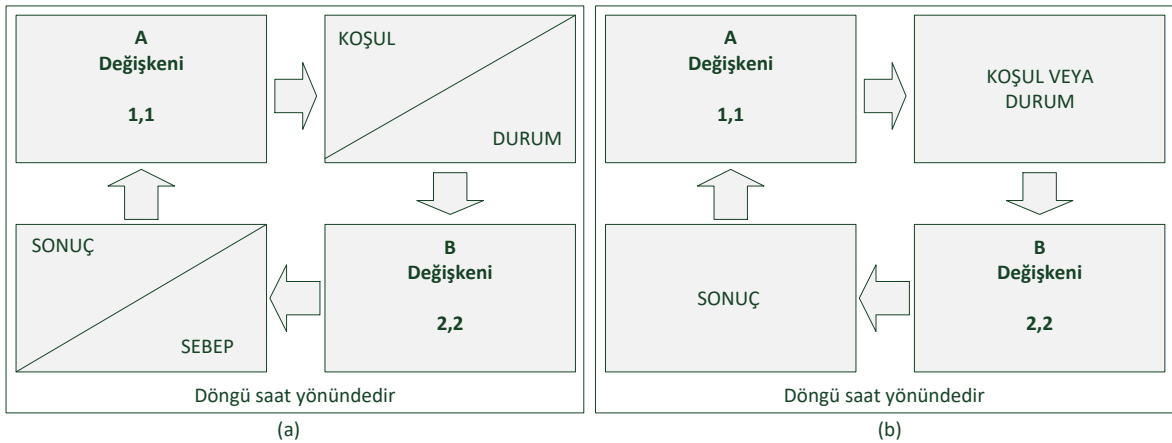 A
Değişkeni
1,1
KOŞUL
DURUM
SONUÇ
SEBEP
B
Değişkeni
2,2
Döngü saat yönündedir
(a)
A
Değişkeni
1,1
KOŞUL VEYA
DURUM
SONUÇ
B
Değişkeni
2,2
Döngü saat yönündedir
(b)